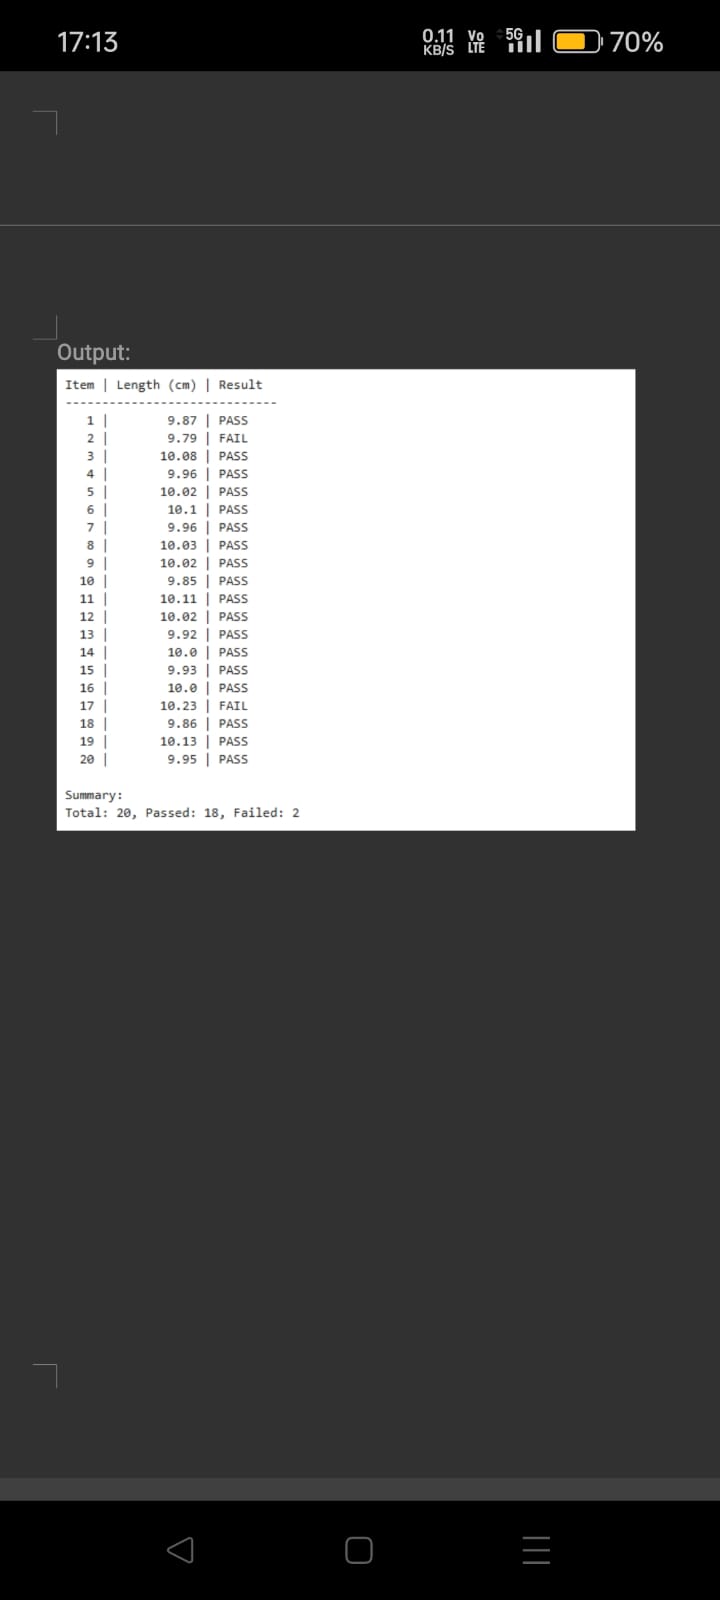 17:13 0.11 KB/S Vo LTE 5G 70%
Output:
Item | Length (cm) | Result
-----------------------------
1 | 9.87 | PASS
2 | 9.79 | FAIL
3 | 10.08 | PASS
4 | 9.96 | PASS
5 | 10.02 | PASS
6 | 10.1 | PASS
7 | 9.96 | PASS
8 | 10.03 | PASS
9 | 10.02 | PASS
10 | 9.85 | PASS
11 | 10.11 | PASS
12 | 10.02 | PASS
13 | 9.92 | PASS
14 | 10.0 | PASS
15 | 9.93 | PASS
16 | 10.0 | PASS
17 | 10.23 | FAIL
18 | 9.86 | PASS
19 | 10.13 | PASS
20 | 9.95 | PASS
Summary:
Total: 20, Passed: 18, Failed: 2